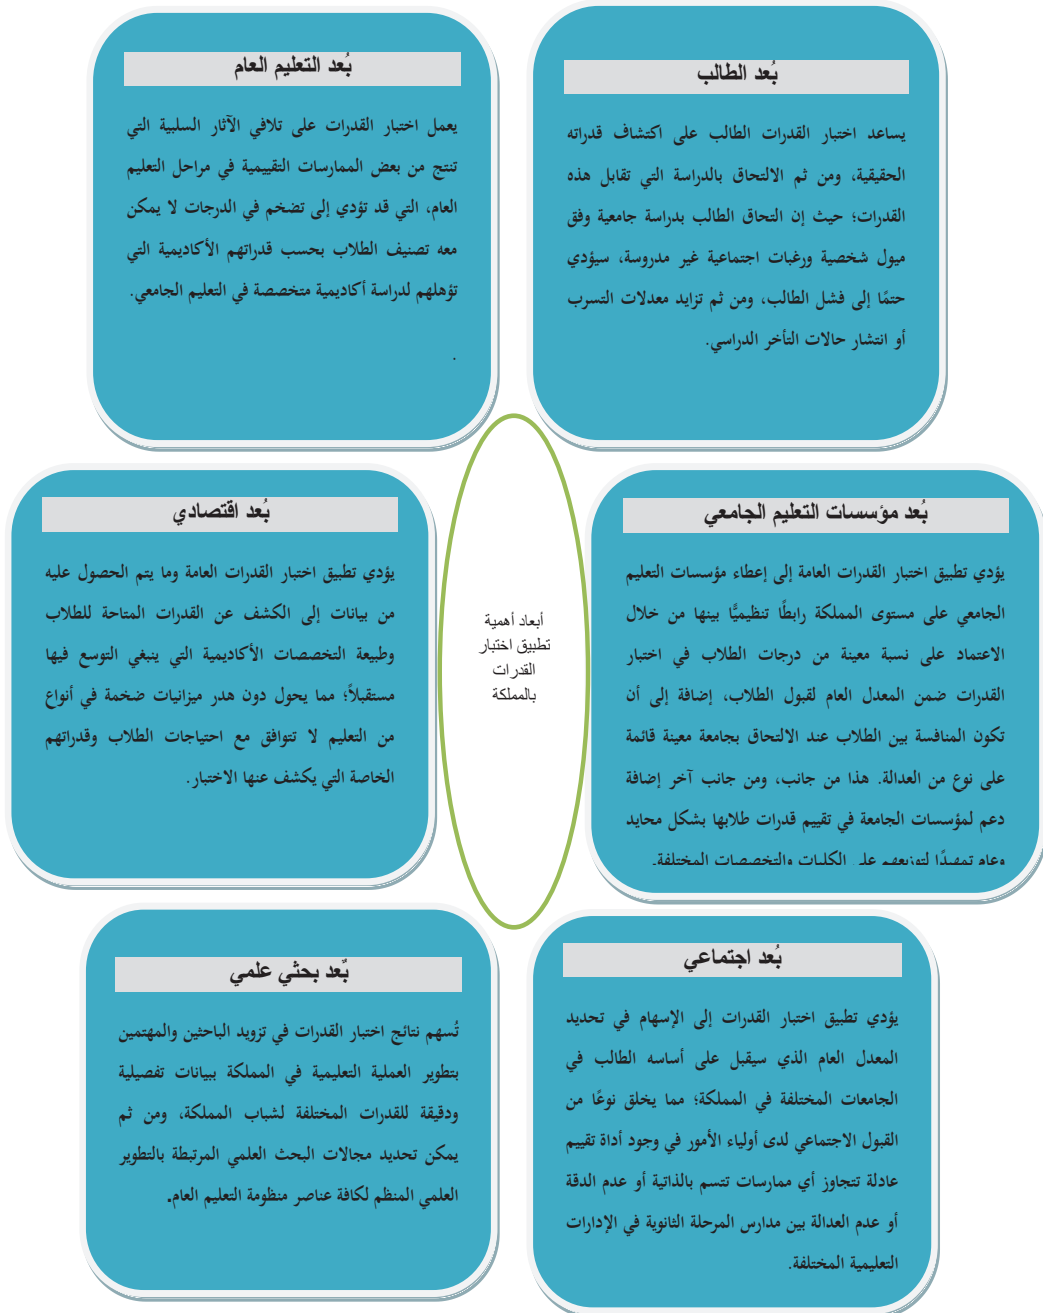 بُعد الطالب
يساعد اختبار القدرات الطالب على اكتشاف قدراته
الحقيقية، ومن ثم الالتحاق بالدراسة التي تقابل هذه
القدرات؛ حيث إن التحاق الطالب بدراسة جامعية وفق
ميول شخصية ورغبات اجتماعية غير مدروسة، سيؤدي
حتمًا إلى فشل الطالب، ومن ثم تزايد معدلات التسرب
أو انتشار حالات التأخر الدراسي.
بُعد التعليم العام
يعمل اختبار القدرات على تلافي الآثار السلبية التي
تنتج من بعض الممارسات التقييمية في مراحل التعليم
العام، التي قد تؤدي إلى تضخم في الدرجات لا يمكن
معه تصنيف الطلاب بحسب قدراتهم الأكاديمية التي
تؤهلهم لدراسة أكاديمية متخصصة في التعليم الجامعي.
.
بُعد مؤسسات التعليم الجامعي
يؤدي تطبيق اختبار القدرات العامة إلى إعطاء مؤسسات التعليم
الجامعي على مستوى المملكة رابطًا تنظيميًّا بينها من خلال
الاعتماد على نسبة معينة من درجات الطلاب في اختبار
القدرات ضمن المعدل العام لقبول الطلاب، إضافة إلى أن
تكون المنافسة بين الطلاب عند الالتحاق بجامعة معينة قائمة
على نوع من العدالة. هذا من جانب، ومن جانب آخر إضافة
دعم لمؤسسات الجامعة في تقييم قدرات طلابها بشكل محايد
وعام تمهيدًا لتوزيعهم على الكليات والتخصصات المختلفة.
أبعاد أهمية
تطبيق اختبار
القدرات
بالمملكة
بُعد اقتصادي
يؤدي تطبيق اختبار القدرات العامة وما يتم الحصول عليه
من بيانات إلى الكشف عن القدرات المتاحة للطلاب
وطبيعة التخصصات الأكاديمية التي ينبغي التوسع فيها
مستقبلاً؛ مما يحول دون هدر ميزانيات ضخمة في أنواع
من التعليم لا تتوافق مع احتياجات الطلاب وقدراتهم
الخاصة التي يكشف عنها الاختبار.
بُعد اجتماعي
يؤدي تطبيق اختبار القدرات إلى الإسهام في تحديد
المعدل العام الذي سيقبل على أساسه الطالب في
الجامعات المختلفة في المملكة؛ مما يخلق نوعًا من
القبول الاجتماعي لدى أولياء الأمور في وجود أداة تقييم
عادلة تتجاوز أي ممارسات تتسم بالذاتية أو عدم الدقة
أو عدم العدالة بين مدارس المرحلة الثانوية في الإدارات
التعليمية المختلفة.
بُعد بحثي علمي
تُسهم نتائج اختبار القدرات في تزويد الباحثين والمهتمين
بتطوير العملية التعليمية في المملكة ببيانات تفصيلية
ودقيقة للقدرات المختلفة لشباب المملكة، ومن ثم
يمكن تحديد مجالات البحث العلمي المرتبطة بالتطوير
العلمي المنظم لكافة عناصر منظومة التعليم العام.